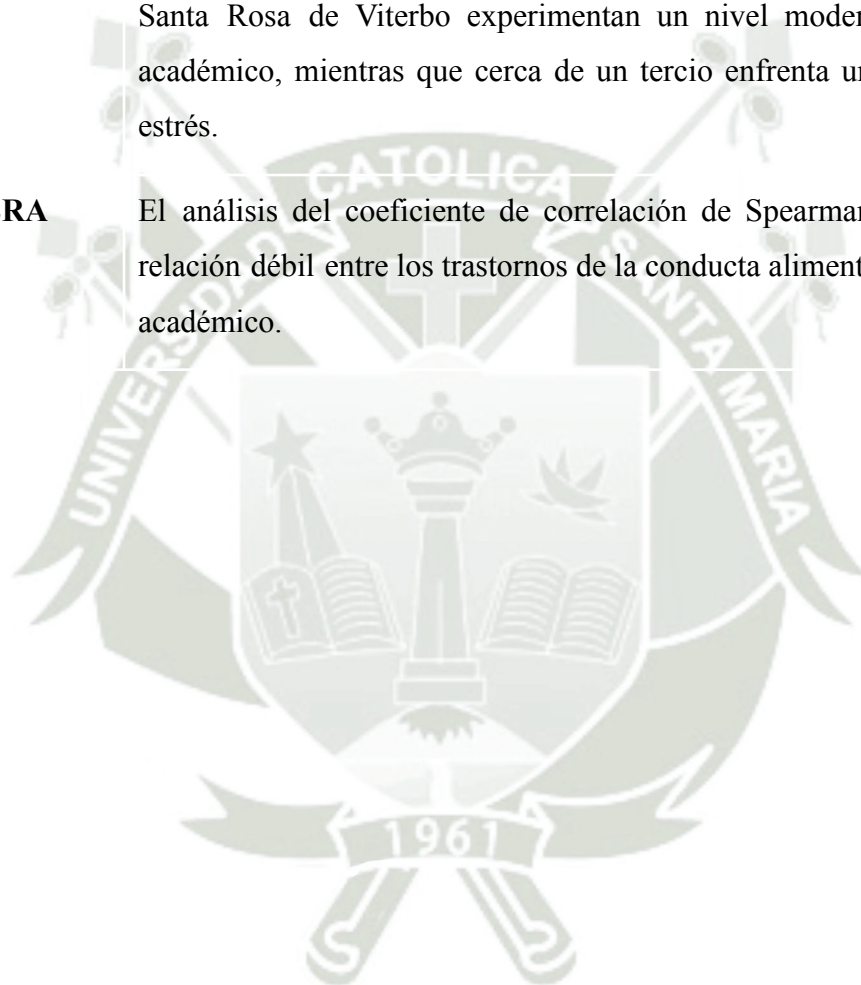 Santa Rosa de Viterbo experimentan un nivel moder
académico, mientras que cerca de un tercio enfrenta un
estrés.
ERA El análisis del coeficiente de correlación de Spearman
relación débil entre los trastornos de la conducta aliment
académico.
UNIVERSIDAD CATOLICA SANTA MARIA
1961